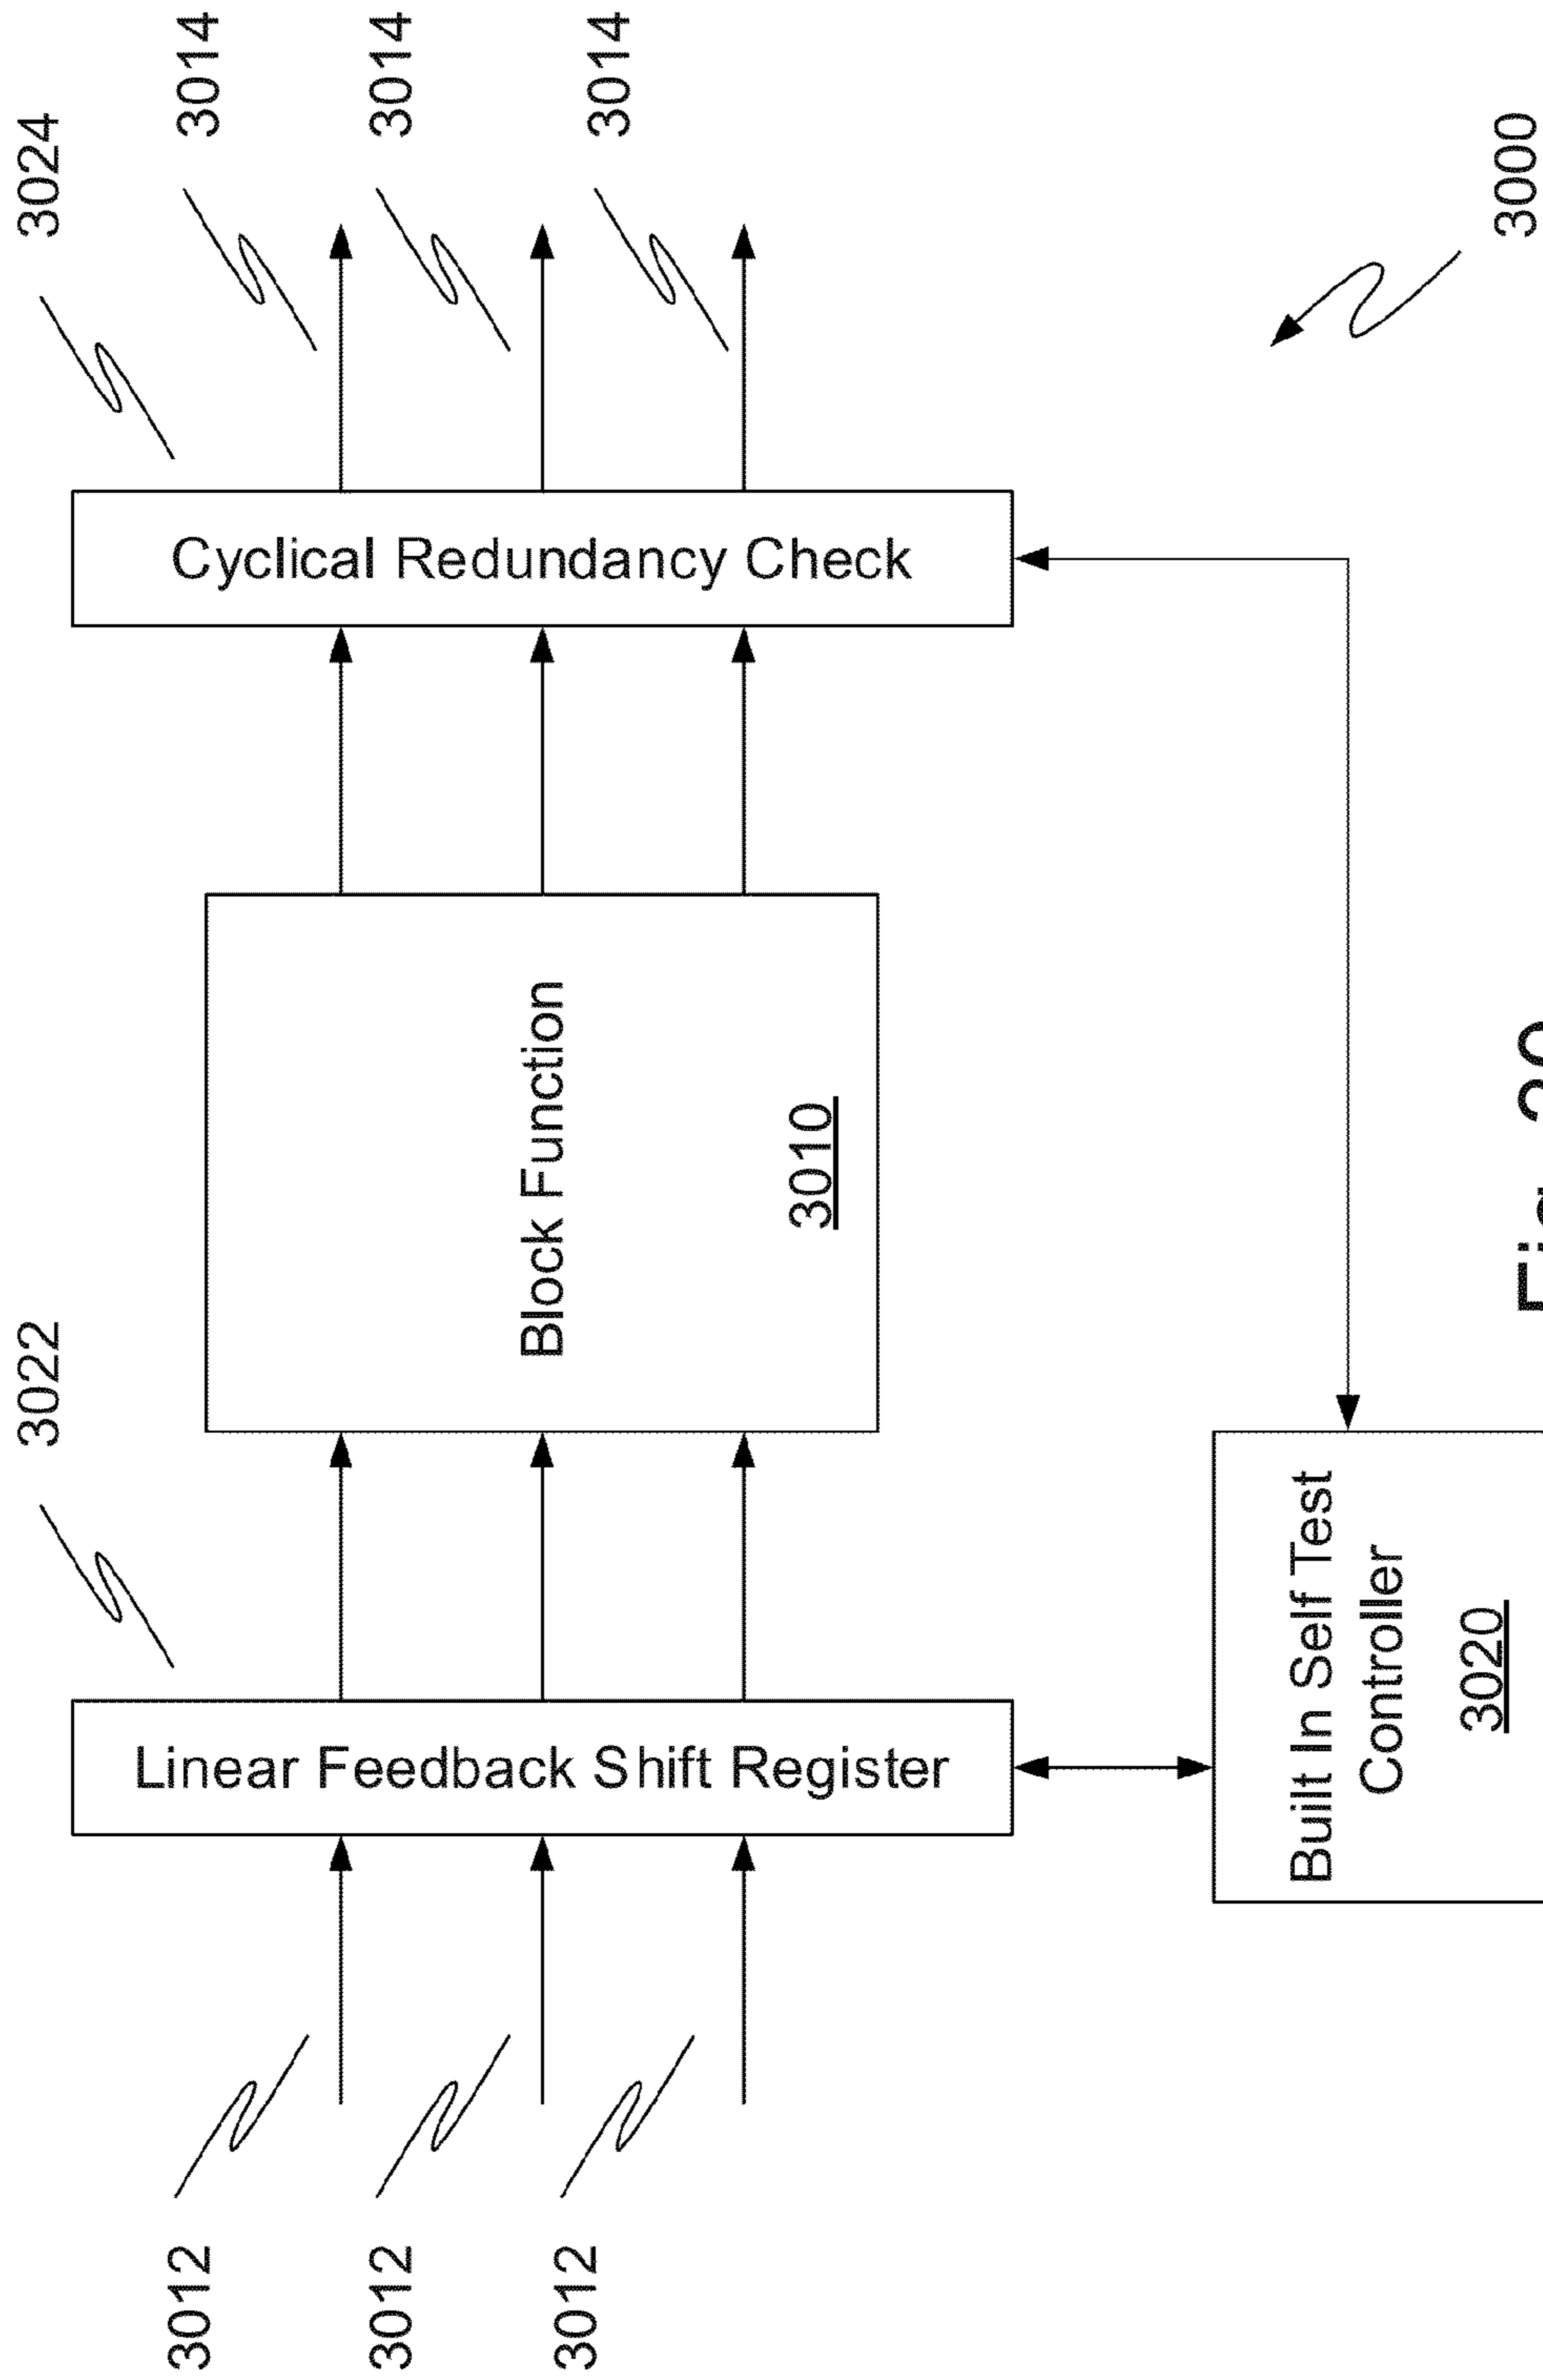 3022
3024
3012
3014
3012
3014
3012
3014
Linear Feedback Shift Register
Block Function
3010
Cyclical Redundancy Check
Built In Self Test
Controller
3020
3000